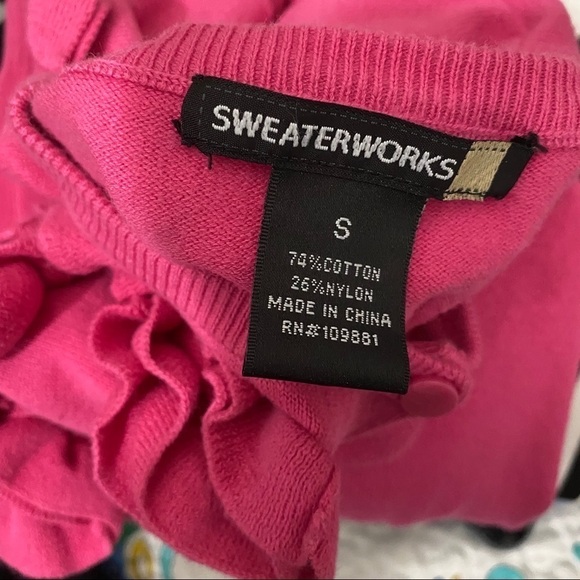 SWEATERWORKS
S
74%COTTON
26%NYLON
MADE IN CHINA
RN#109881